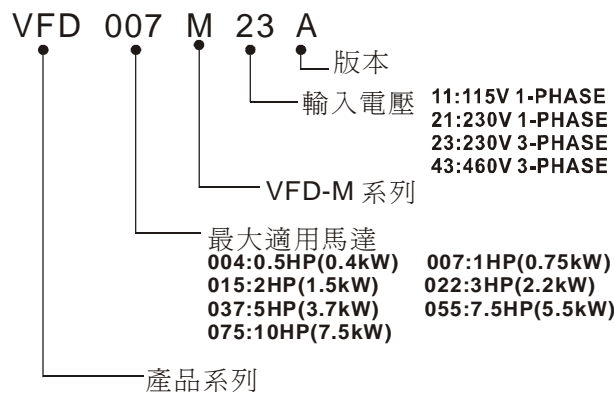 VFD 007 M 23 A
版本
輸入電壓
11:115V 1-PHASE
21:230V 1-PHASE
23:230V 3-PHASE
43:460V 3-PHASE
VFD-M 系列
最大適用馬達
004:0.5HP(0.4kW) 007:1HP(0.75kW)
015:2HP(1.5kW) 022:3HP(2.2kW)
037:5HP(3.7kW) 055:7.5HP(5.5kW)
075:10HP(7.5kW)
產品系列